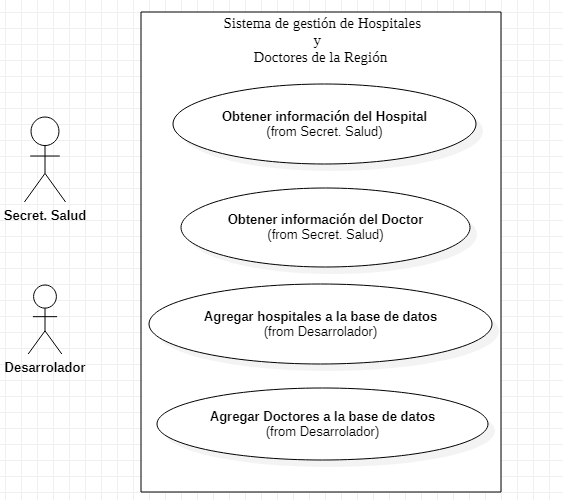 Sistema de gestión de Hospitales
y
Doctores de la Región
Obtener información del Hospital
(from Secret. Salud)
Secret. Salud
Obtener información del Doctor
(from Secret. Salud)
Agregar hospitales a la base de datos
(from Desarrolador)
Desarrolador
Agregar Doctores a la base de datos
(from Desarrolador)